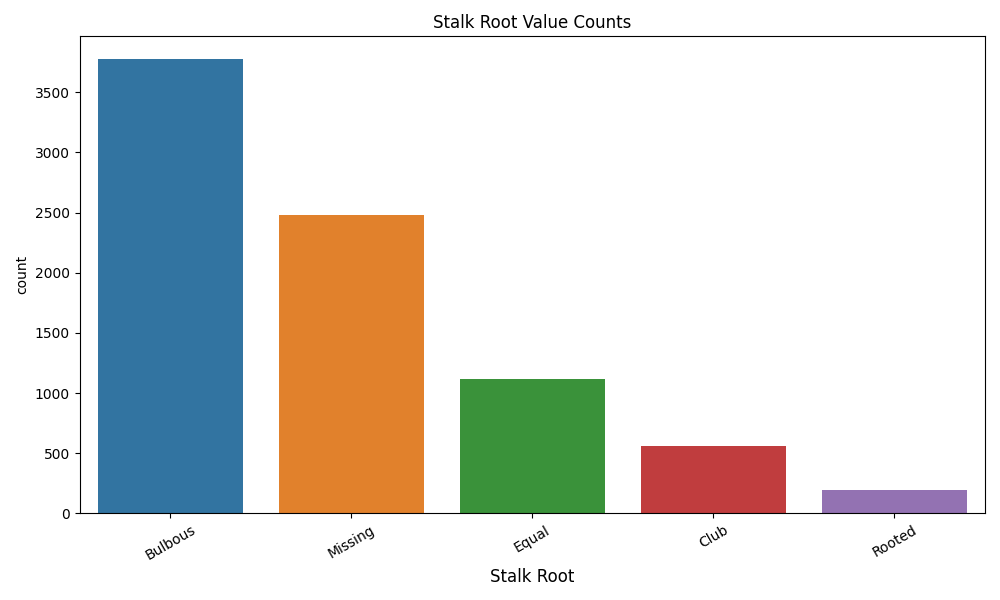 Stalk Root Value Counts
3500
3000
2500
2000
1500
1000
500
0
count
Bulbous
Missing
Equal
Club
Rooted
Stalk Root